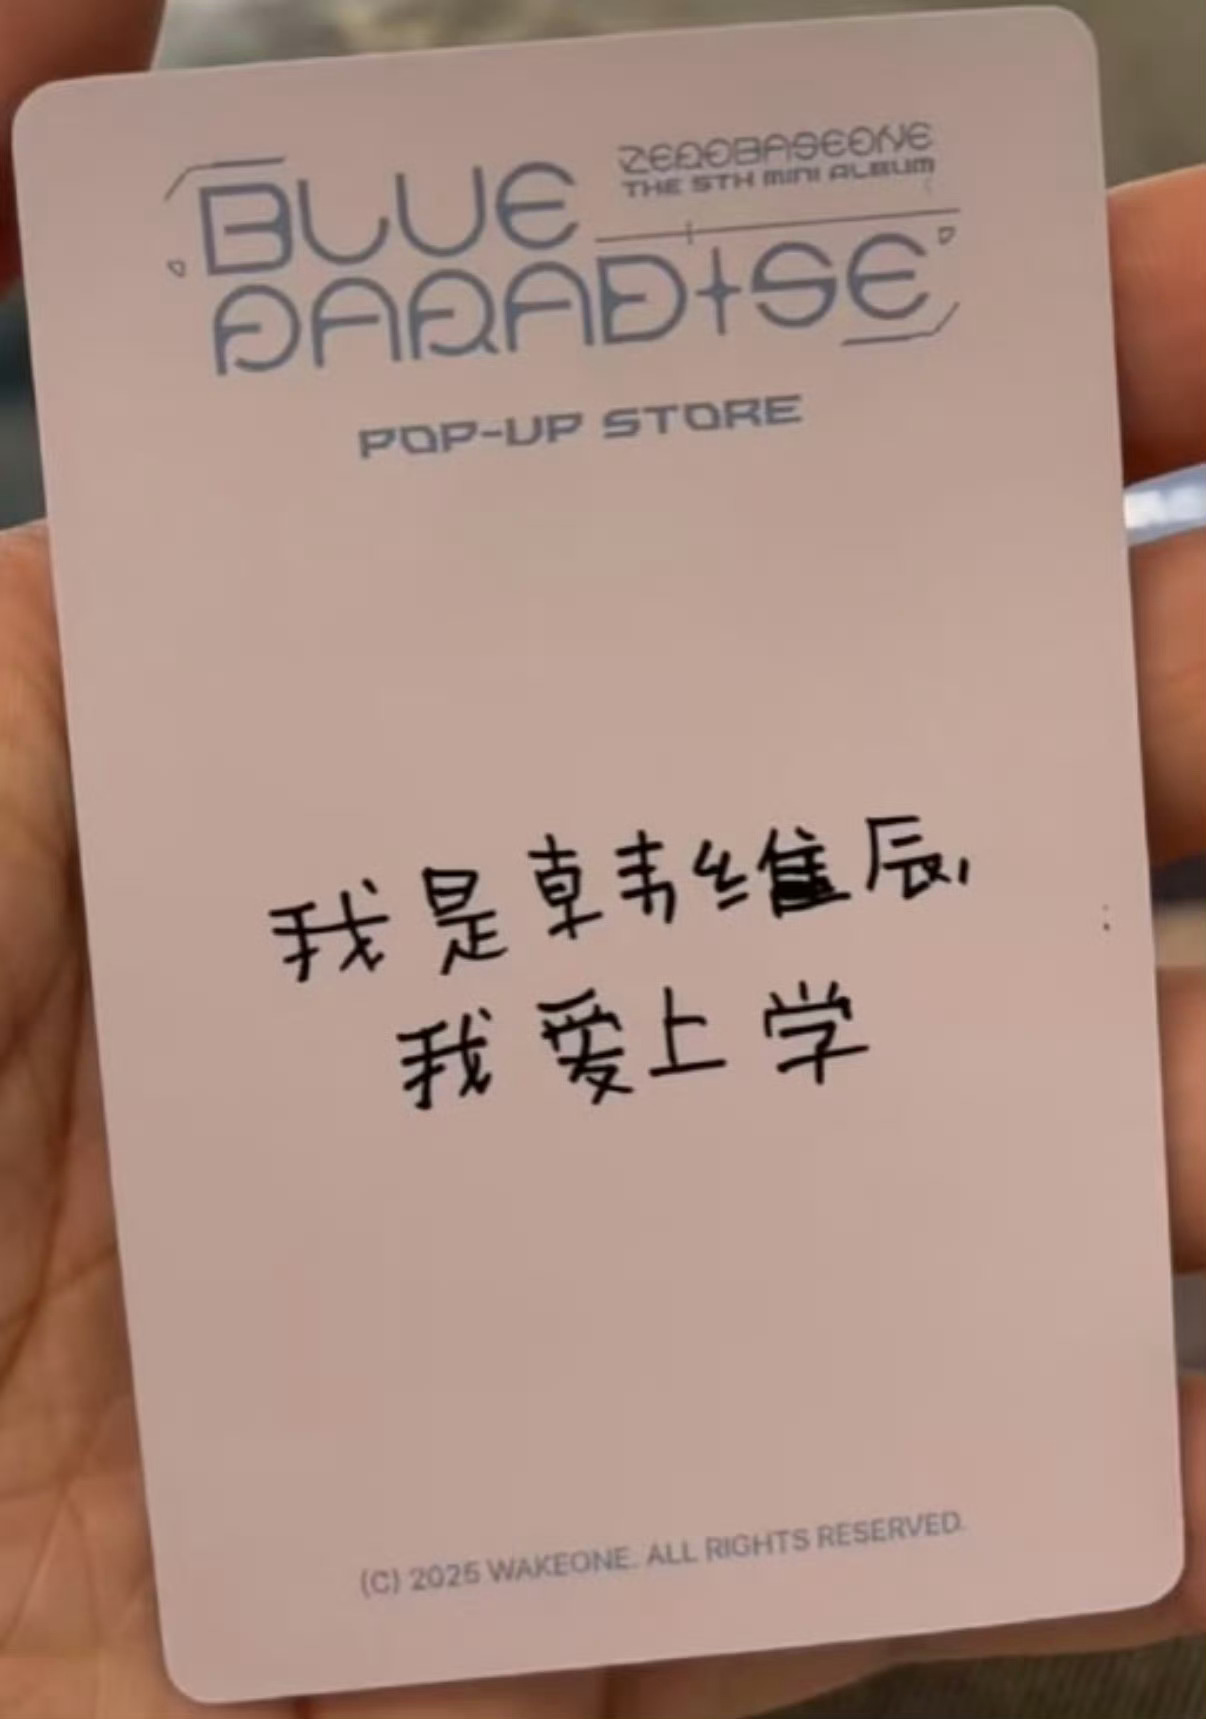 BLUE
ZEROBASEONE
THE 5TH MINI ALBUM
PARADISE
POP-UP STORE
我是韩维辰,
我爱上学
(C) 2025 WAKEONE. ALL RIGHTS RESERVED.